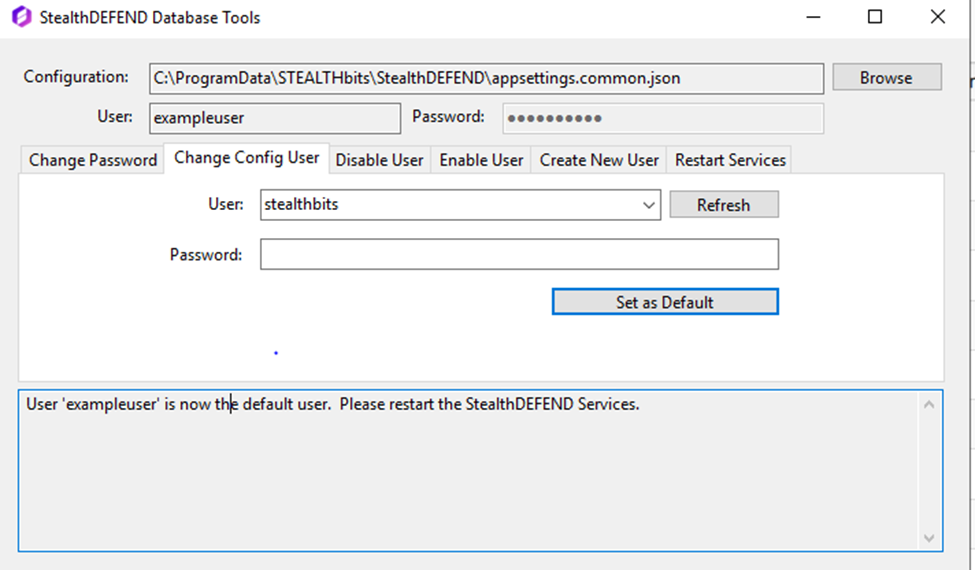 StealthDEFEND Database Tools
Configuration: C:\ProgramData\STEALTHbits\StealthDEFEND\appsettings.common.json Browse
User: exampleuser Password: ●●●●●●●●●●
Change Password Change Config User Disable User Enable User Create New User Restart Services
User: stealthbits Refresh
Password:
Set as Default
User 'exampleuser' is now the default user.  Please restart the StealthDEFEND Services.